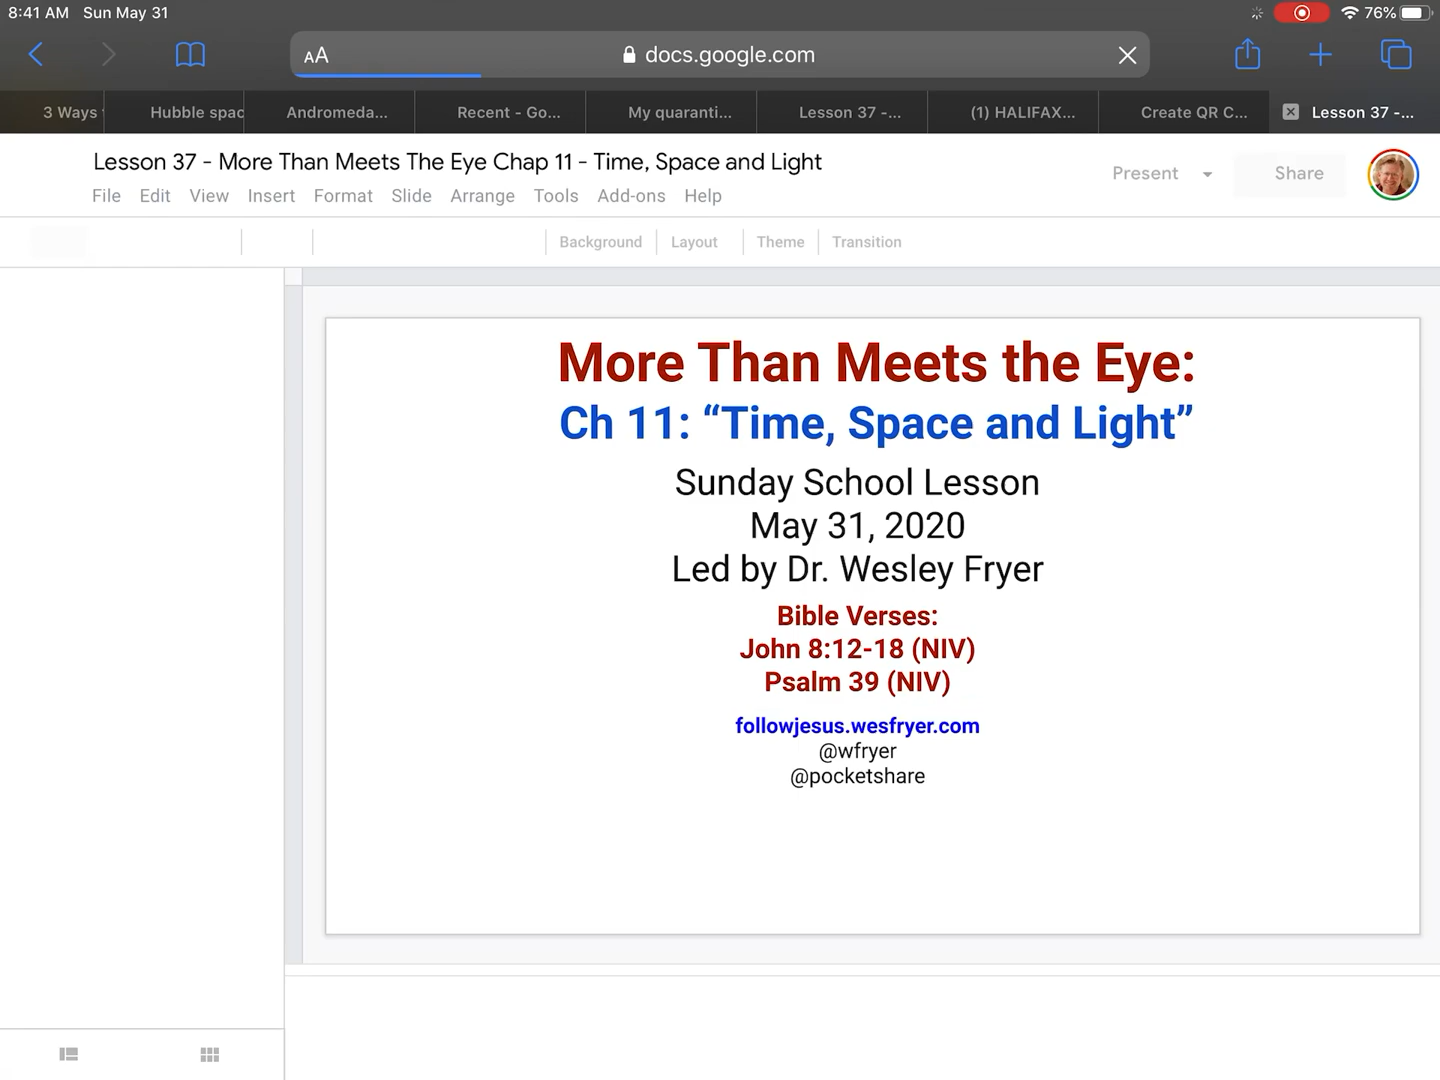 8:41 AM Sun May 31
76%
AA
docs.google.com
3 Ways
Hubble spac
Andromeda...
Recent - Go...
My quaranti...
Lesson 37 -...
(1) HALIFAX...
Create QR C...
Lesson 37 -...
Lesson 37 - More Than Meets The Eye Chap 11 - Time, Space and Light
File Edit View Insert Format Slide Arrange Tools Add-ons Help
Present
Share
Background Layout Theme Transition
More Than Meets the Eye:
Ch 11: “Time, Space and Light”
Sunday School Lesson
May 31, 2020
Led by Dr. Wesley Fryer
Bible Verses:
John 8:12-18 (NIV)
Psalm 39 (NIV)
followjesus.wesfryer.com
@wfryer
@pocketshare